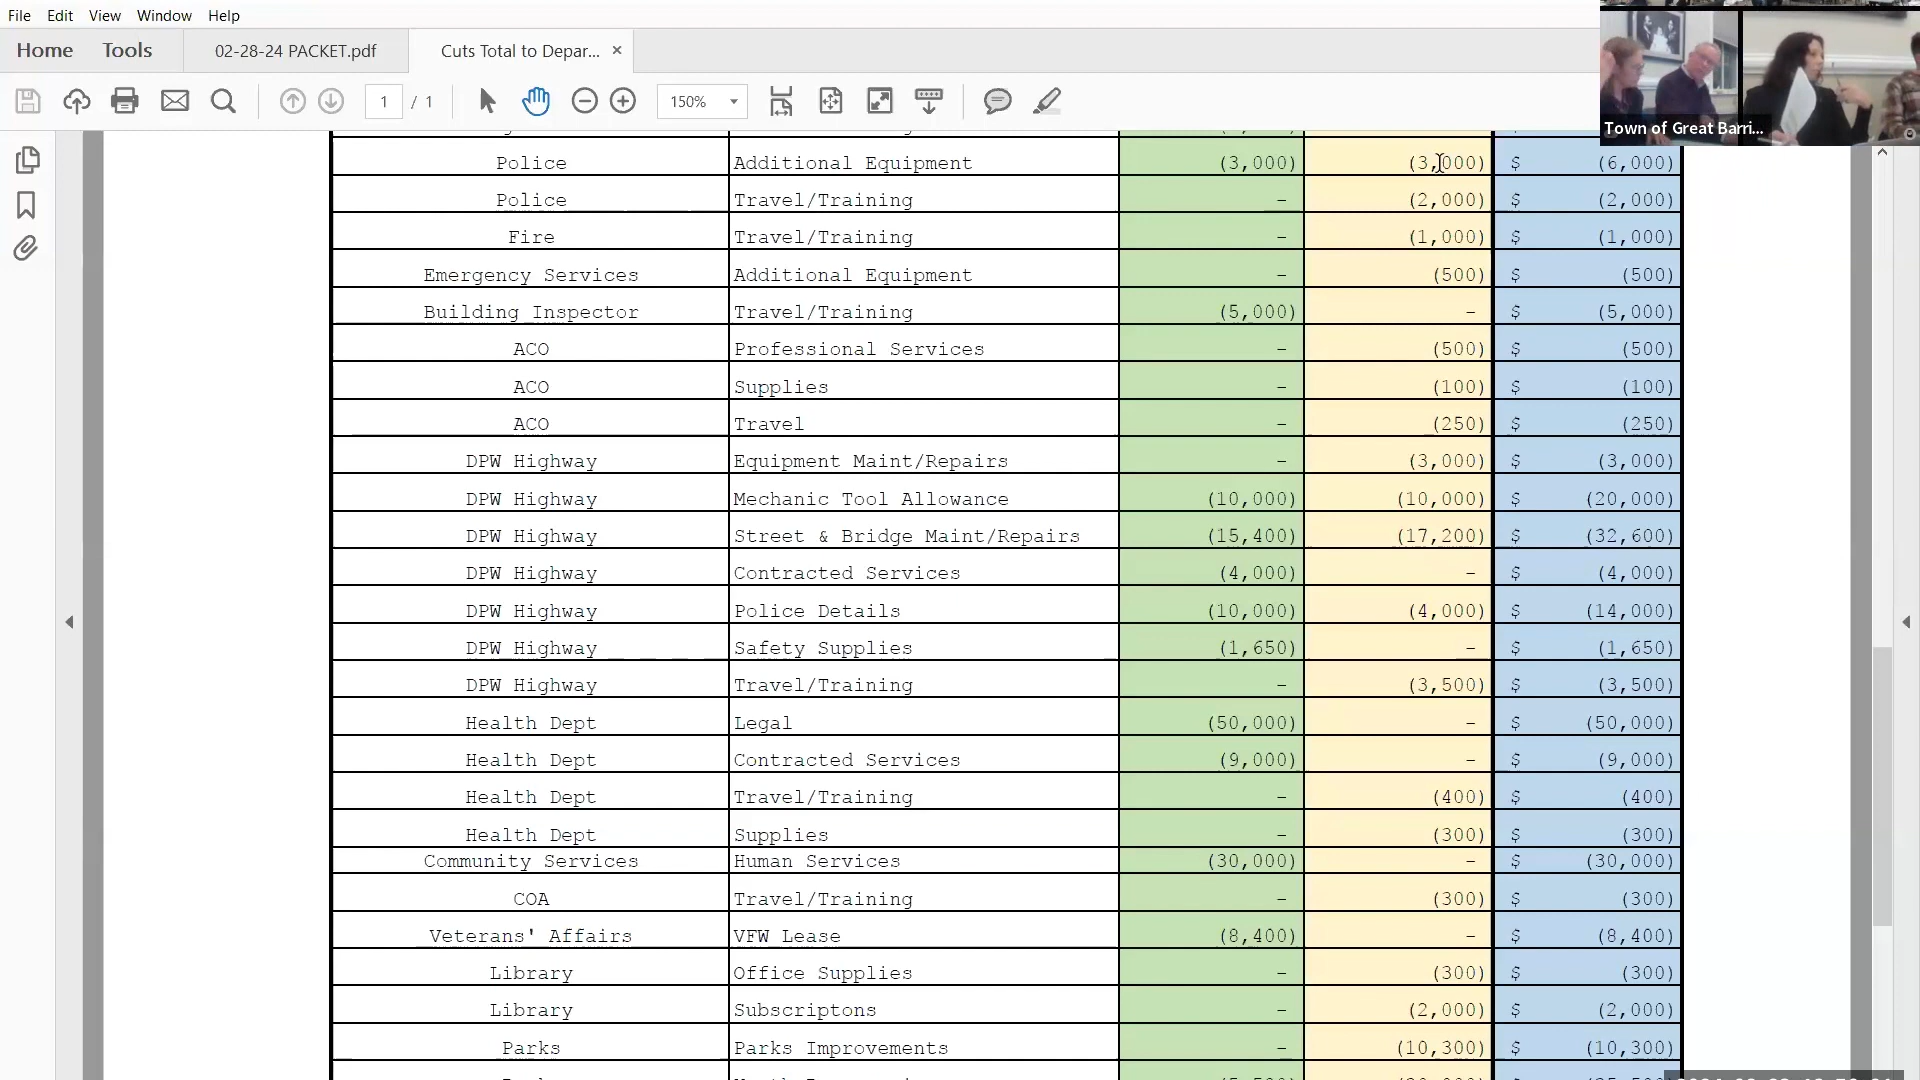 File Edit View Window Help
Home Tools 02-28-24 PACKET.pdf Cuts Total to Depar... ×
1 / 1 150%
Town of Great Barri...
Police Additional Equipment (3,000) (3,000) $ (6,000)
Police Travel/Training - (2,000) $ (2,000)
Fire Travel/Training - (1,000) $ (1,000)
Emergency Services Additional Equipment - (500) $ (500)
Building Inspector Travel/Training (5,000) - $ (5,000)
ACO Professional Services - (500) $ (500)
ACO Supplies - (100) $ (100)
ACO Travel - (250) $ (250)
DPW Highway Equipment Maint/Repairs - (3,000) $ (3,000)
DPW Highway Mechanic Tool Allowance (10,000) (10,000) $ (20,000)
DPW Highway Street & Bridge Maint/Repairs (15,400) (17,200) $ (32,600)
DPW Highway Contracted Services (4,000) - $ (4,000)
DPW Highway Police Details (10,000) (4,000) $ (14,000)
DPW Highway Safety Supplies (1,650) - $ (1,650)
DPW Highway Travel/Training - (3,500) $ (3,500)
Health Dept Legal (50,000) - $ (50,000)
Health Dept Contracted Services (9,000) - $ (9,000)
Health Dept Travel/Training - (400) $ (400)
Health Dept Supplies - (300) $ (300)
Community Services Human Services (30,000) - $ (30,000)
COA Travel/Training - (300) $ (300)
Veterans' Affairs VFW Lease (8,400) - $ (8,400)
Library Office Supplies - (300) $ (300)
Library Subscriptons - (2,000) $ (2,000)
Parks Parks Improvements - (10,300) $ (10,300)